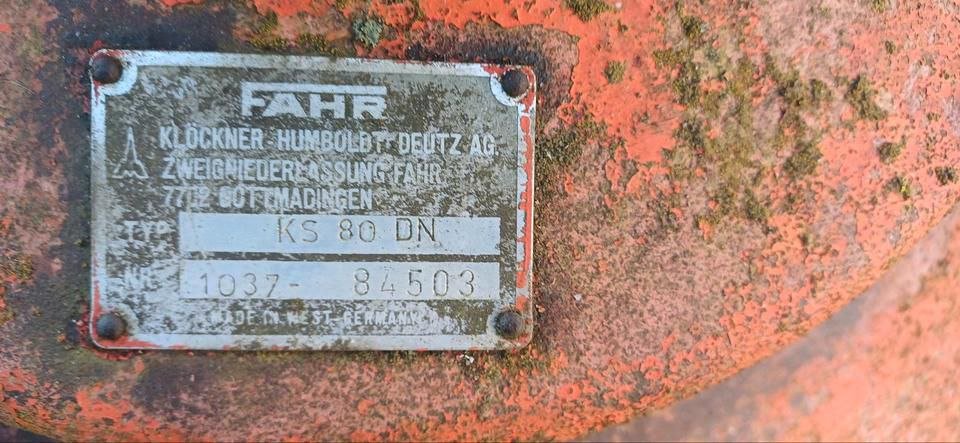 FAHR
KLÖCKNER-HUMBOLDT-DEUTZ AG
ZWEIGNIEDERLASSUNG FAHR
7702 GOTTMADINGEN
TYP KS 80 DN
NR. 1037- 84503
MADE IN WEST-GERMANY